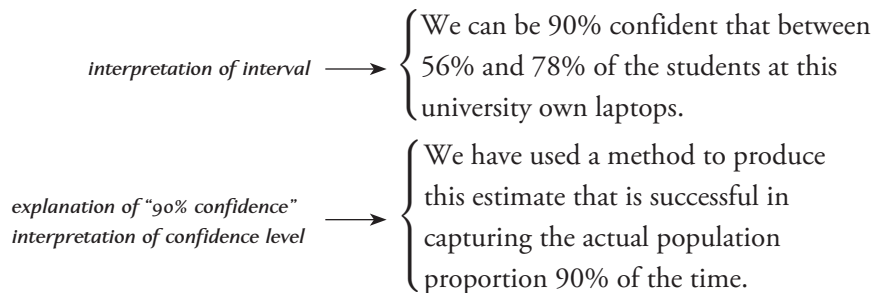 interpretation of interval
We can be 90% confident that between
56% and 78% of the students at this
university own laptops.
explanation of “90% confidence”
interpretation of confidence level
We have used a method to produce
this estimate that is successful in
capturing the actual population
proportion 90% of the time.